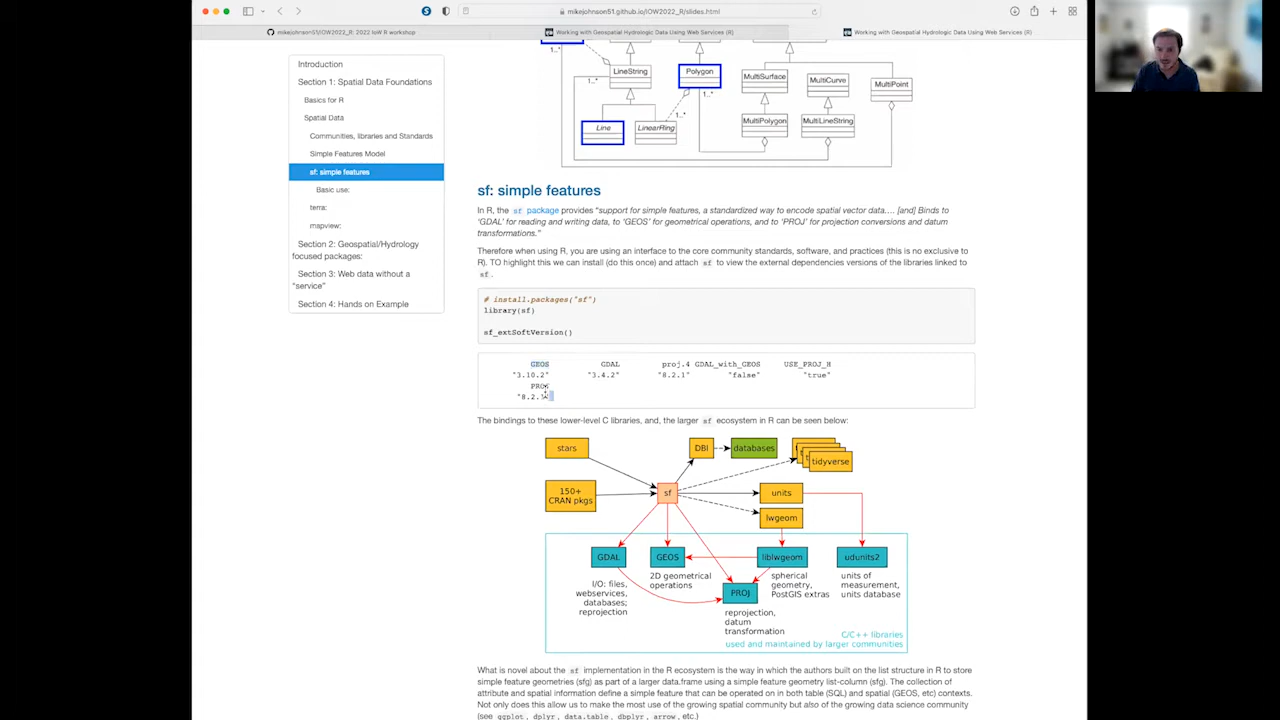 mikejohnson51.github.io/IOW2022_R/slides.html
mikejohnson51/IOW2022_R: 2022 IoW R workshop
Working with Geospatial Hydrologic Data Using Web Services (R)
Working with Geospatial Hydrologic Data Using Web Services (R)
Introduction
Section 1: Spatial Data Foundations
Basics for R
Spatial Data
Communities, libraries and Standards
Simple Features Model
sf: simple features
Basic use:
terra:
mapview:
Section 2: Geospatial/Hydrology
focused packages:
Section 3: Web data without a
"service"
Section 4: Hands on Example
1..*
1..*
LineString
1..*
Polygon
1..*
MultiSurface
MultiCurve
MultiPoint
1..*
Line
LinearRing
MultiPolygon
MultiLineString
sf: simple features
In R, the sf package provides “support for simple features, a standardized way to encode spatial vector data…. [and] Binds to
‘GDAL’ for reading and writing data, to ‘GEOS’ for geometrical operations, and to ‘PROJ’ for projection conversions and datum
transformations.”
Therefore when using R, you are using an interface to the core community standards, software, and practices (this is no exclusive to
R). TO highlight this we can install (do this once) and attach sf to view the external dependencies versions of the libraries linked to
sf.
# install.packages("sf")
library(sf)
sf_extSoftVersion()
GEOS GDAL proj.4 GDAL_with_GEOS USE_PROJ_H
"3.10.2" "3.4.2" "8.2.1" "false" "true"
PROJ
The bindings to these lower-level C libraries, and, the larger sf ecosystem in R can be seen below:
stars
DBI
databases
tidyverse
150+
CRAN pkgs
sf
units
lwgeom
GDAL
GEOS
liblwgeom
udunits2
I/O: files,
webservices,
databases;
reprojection
2D geometrical
operations
PROJ
spherical
geometry,
PostGIS extras
units of
measurement,
units database
reprojection,
datum
transformation
C/C++ libraries
used and maintained by larger communities
What is novel about the sf implementation in the R ecosystem is the way in which the authors built on the list structure in R to store
simple feature geometries (sfg) as part of a larger data.frame using a simple feature geometry list-column (sfg). The collection of
attribute and spatial information define a simple feature that can be operated on in both table (SQL) and spatial (GEOS, etc) contexts.
Not only does this allow us to make the most use of the growing spatial community but also of the growing data science community
(see ggplot, dplyr, data.table, dbplyr, arrow, etc.)